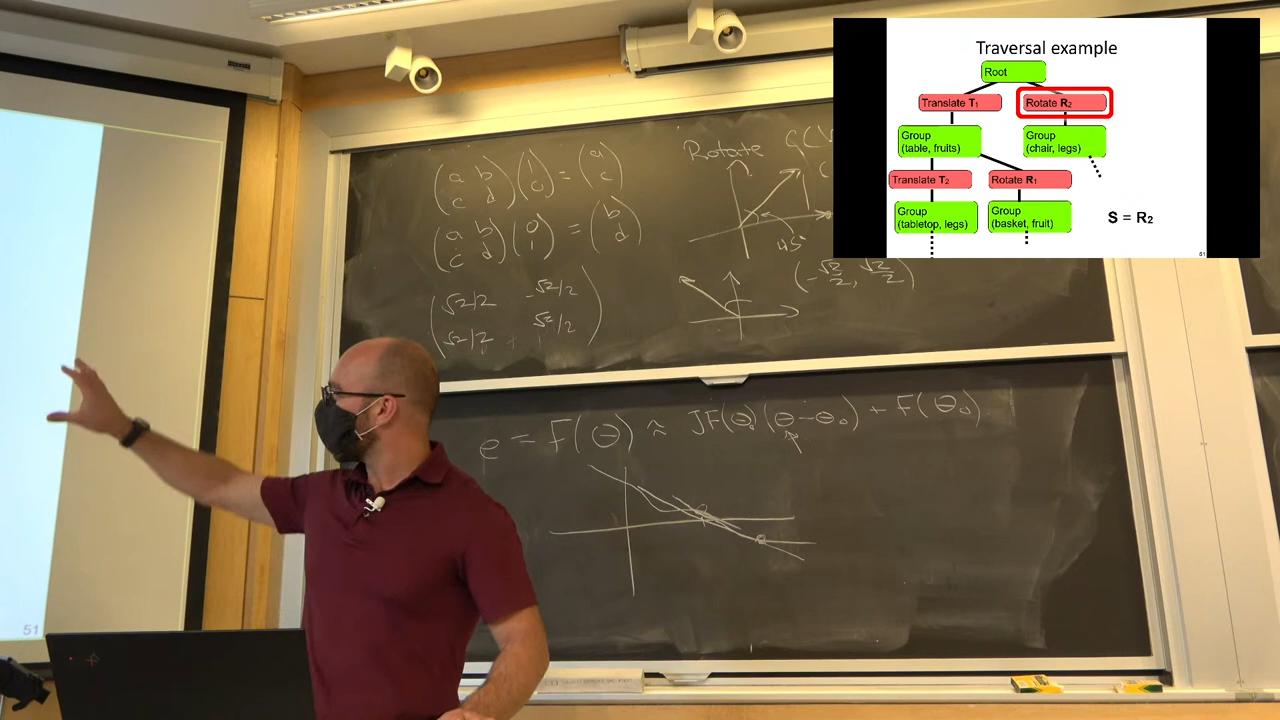 Traversal example
Root
Translate T₁
Rotate R₂
Group
(table, fruits)
Group
(chair, legs)
Translate T₂
Rotate R₁
Group
(tabletop, legs)
Group
(basket, fruit)
S = R₂
51
(a b
c d)(1
0) = (a
c)
(a b
c d)(0
1) = (b
d)
(√2/2 -√2/2
√2/2 + √2/2)
Rotate
45°
(-√2/2, √2/2)
e = F(θ) ≈ JF(θ₀)(θ-θ₀) + F(θ₀)
51